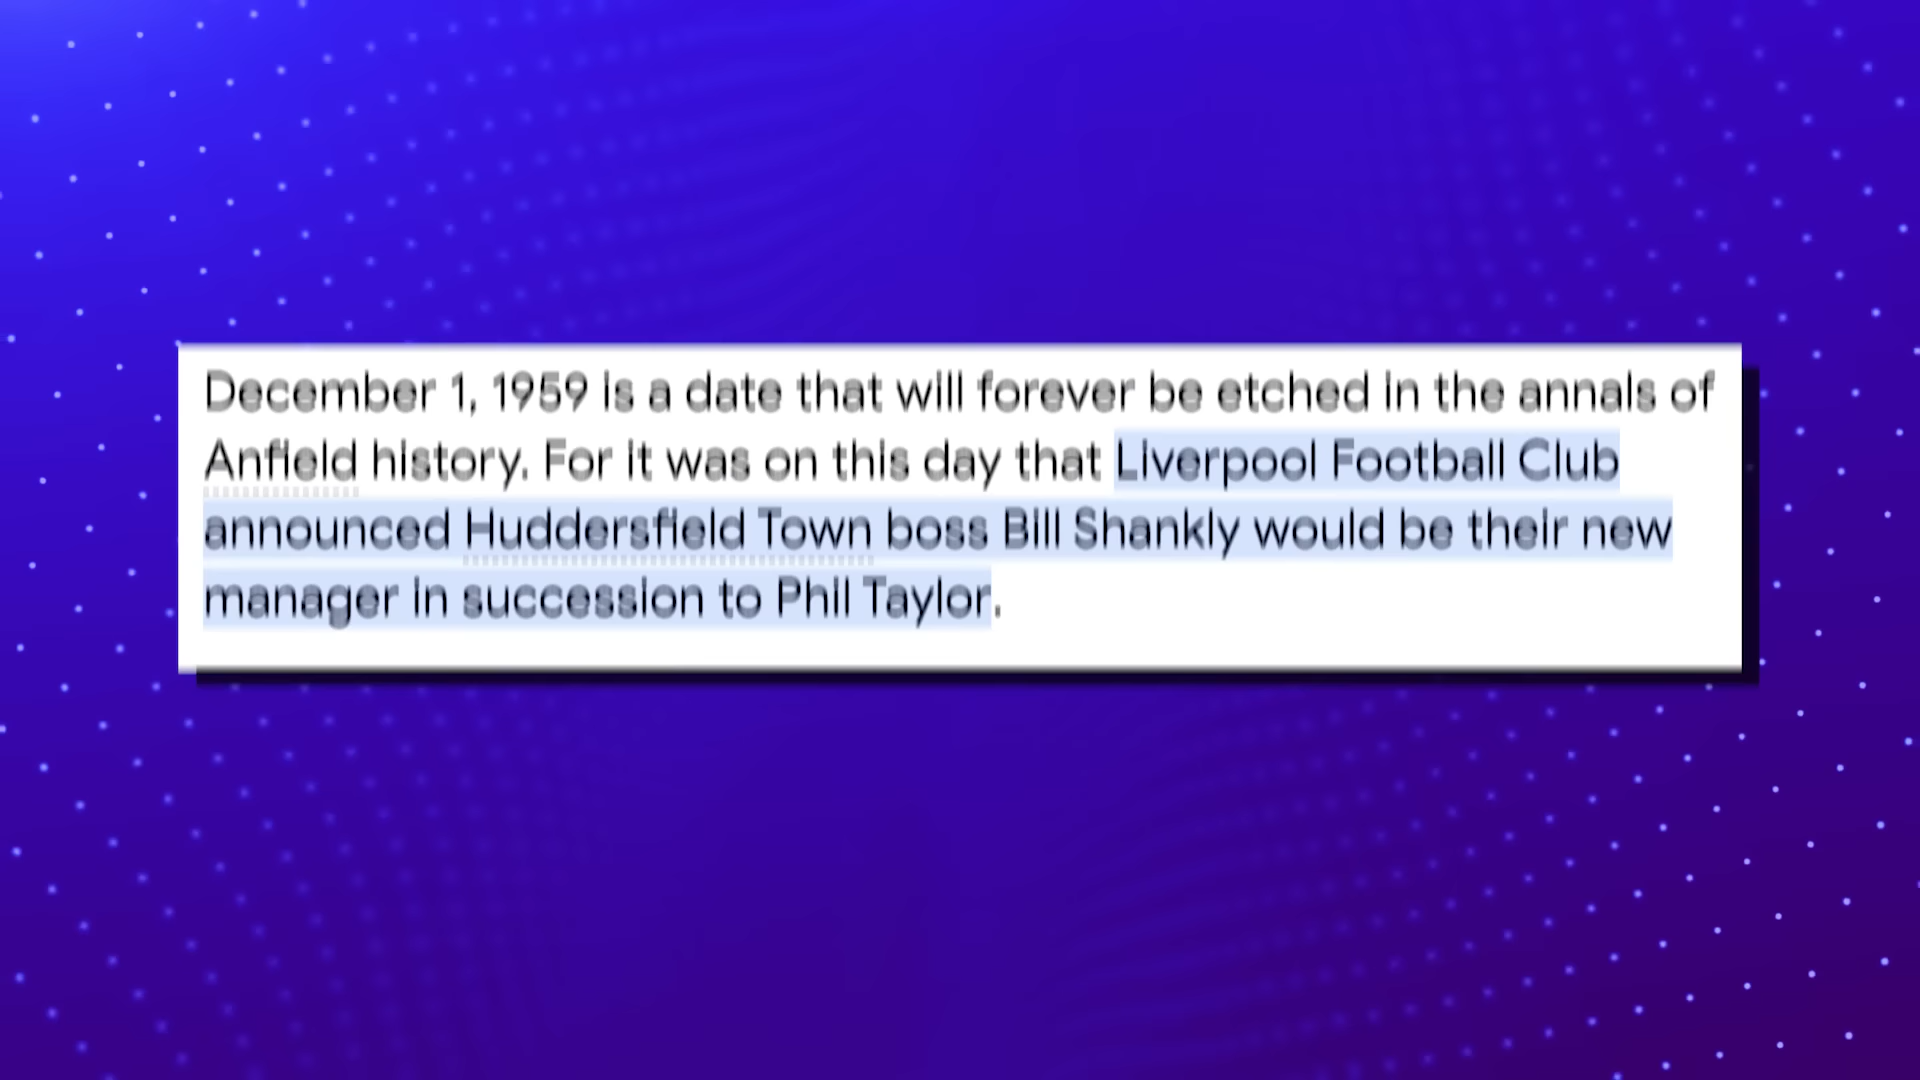 December 1, 1959 is a date that will forever be etched in the annals of
Anfield history. For it was on this day that Liverpool Football Club
announced Huddersfield Town boss Bill Shankly would be their new
manager in succession to Phil Taylor.